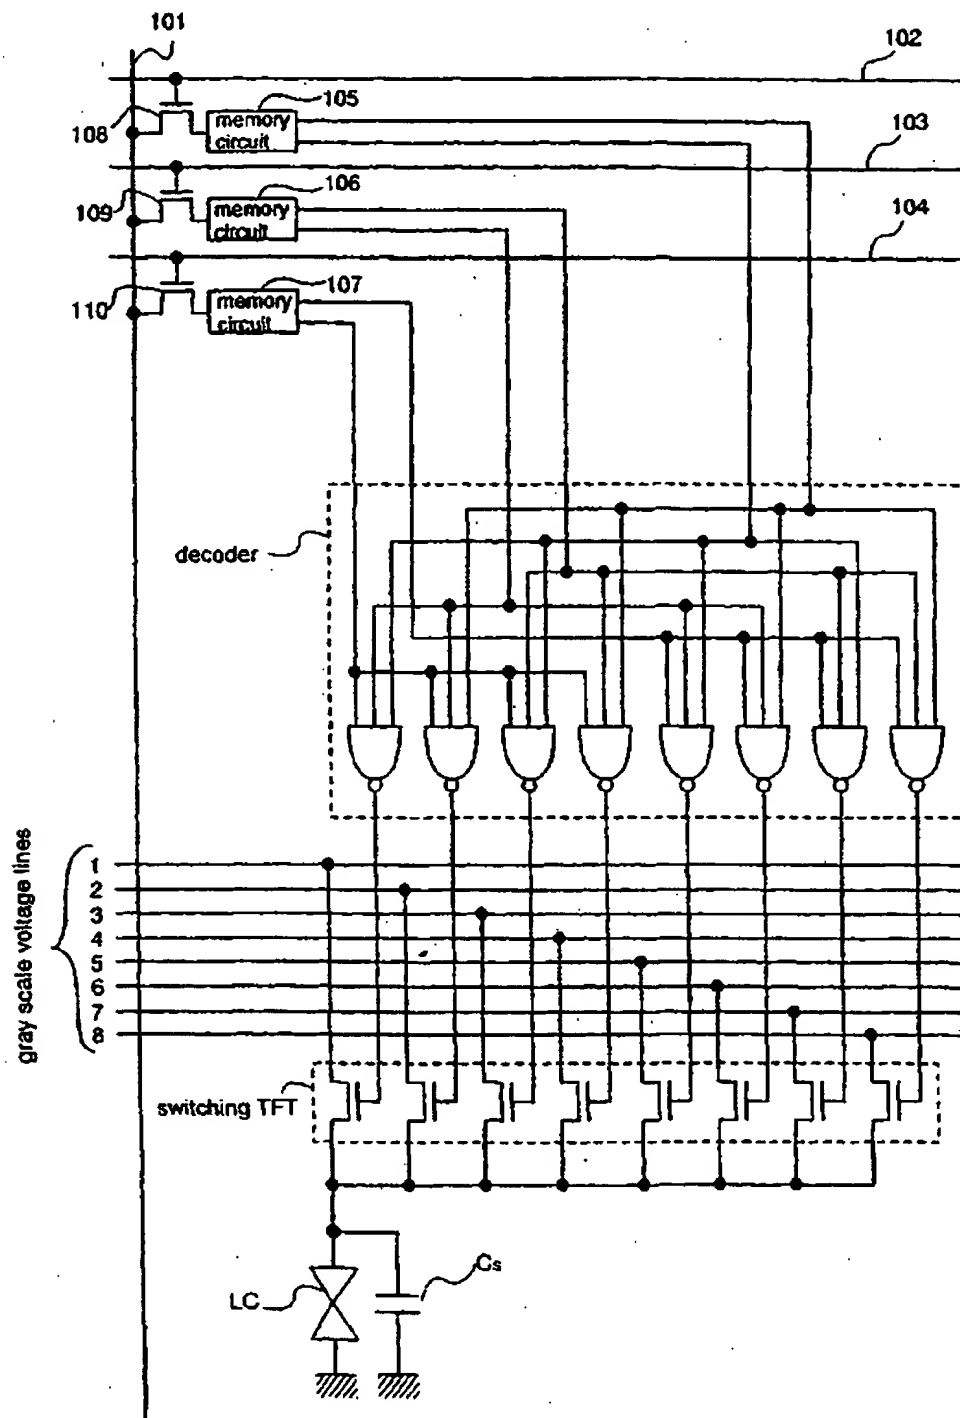 101
102
105
memory
circuit
108
103
106
memory
circuit
109
104
107
memory
circuit
110
decoder
gray scale voltage lines
1
2
3
4
5
6
7
8
switching TFT
LC
Cs